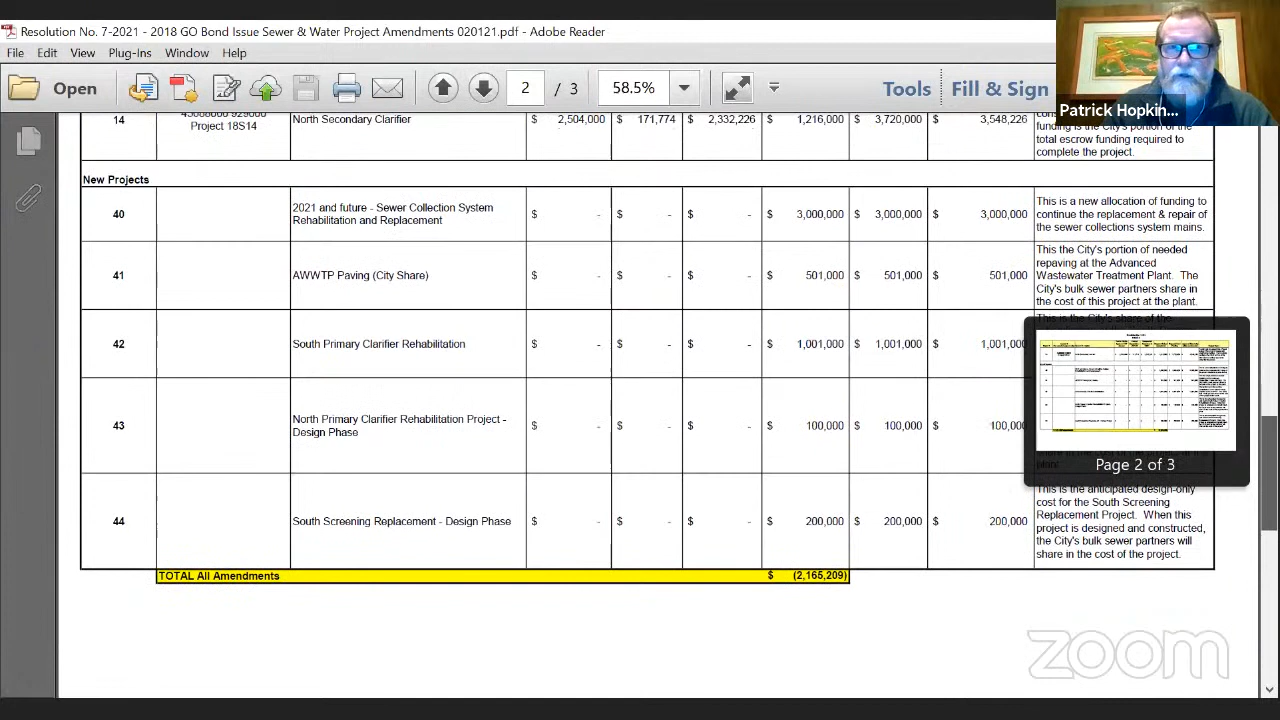 Resolution No. 7-2021 - 2018 GO Bond Issue Sewer & Water Project Amendments 020121.pdf - Adobe Reader
File Edit View Plug-Ins Window Help
Open 2 / 3 58.5% Tools Fill & Sign
Patrick Hopkin...
14 Project 18S14 North Secondary Clarifier $ 2,504,000 $ 171,774 $ 2,332,226 $ 1,216,000 $ 3,720,000 $ 3,548,226
funding is the City's portion of the
total escrow funding required to
complete the project.
New Projects
40 2021 and future - Sewer Collection System
Rehabilitation and Replacement $ - $ - $ - $ 3,000,000 $ 3,000,000 $ 3,000,000
This is a new allocation of funding to
continue the replacement & repair of
the sewer collections system mains.
41 AWWTP Paving (City Share) $ - $ - $ - $ 501,000 $ 501,000 $ 501,000
This the City's portion of needed
repaving at the Advanced
Wastewater Treatment Plant. The
City's bulk sewer partners share in
the cost of this project at the plant.
42 South Primary Clarifier Rehabilitation $ - $ - $ - $ 1,001,000 $ 1,001,000 $ 1,001,000
This is the City's share of the
43 North Primary Clarifier Rehabilitation Project -
Design Phase $ - $ - $ - $ 100,000 $ 100,000 $ 100,000
Page 2 of 3
44 South Screening Replacement - Design Phase $ - $ - $ - $ 200,000 $ 200,000 $ 200,000
This is the anticipated design-only
cost for the South Screening
Replacement Project. When this
project is designed and constructed,
the City's bulk sewer partners will
share in the cost of the project.
TOTAL All Amendments $ (2,165,209)
zoom